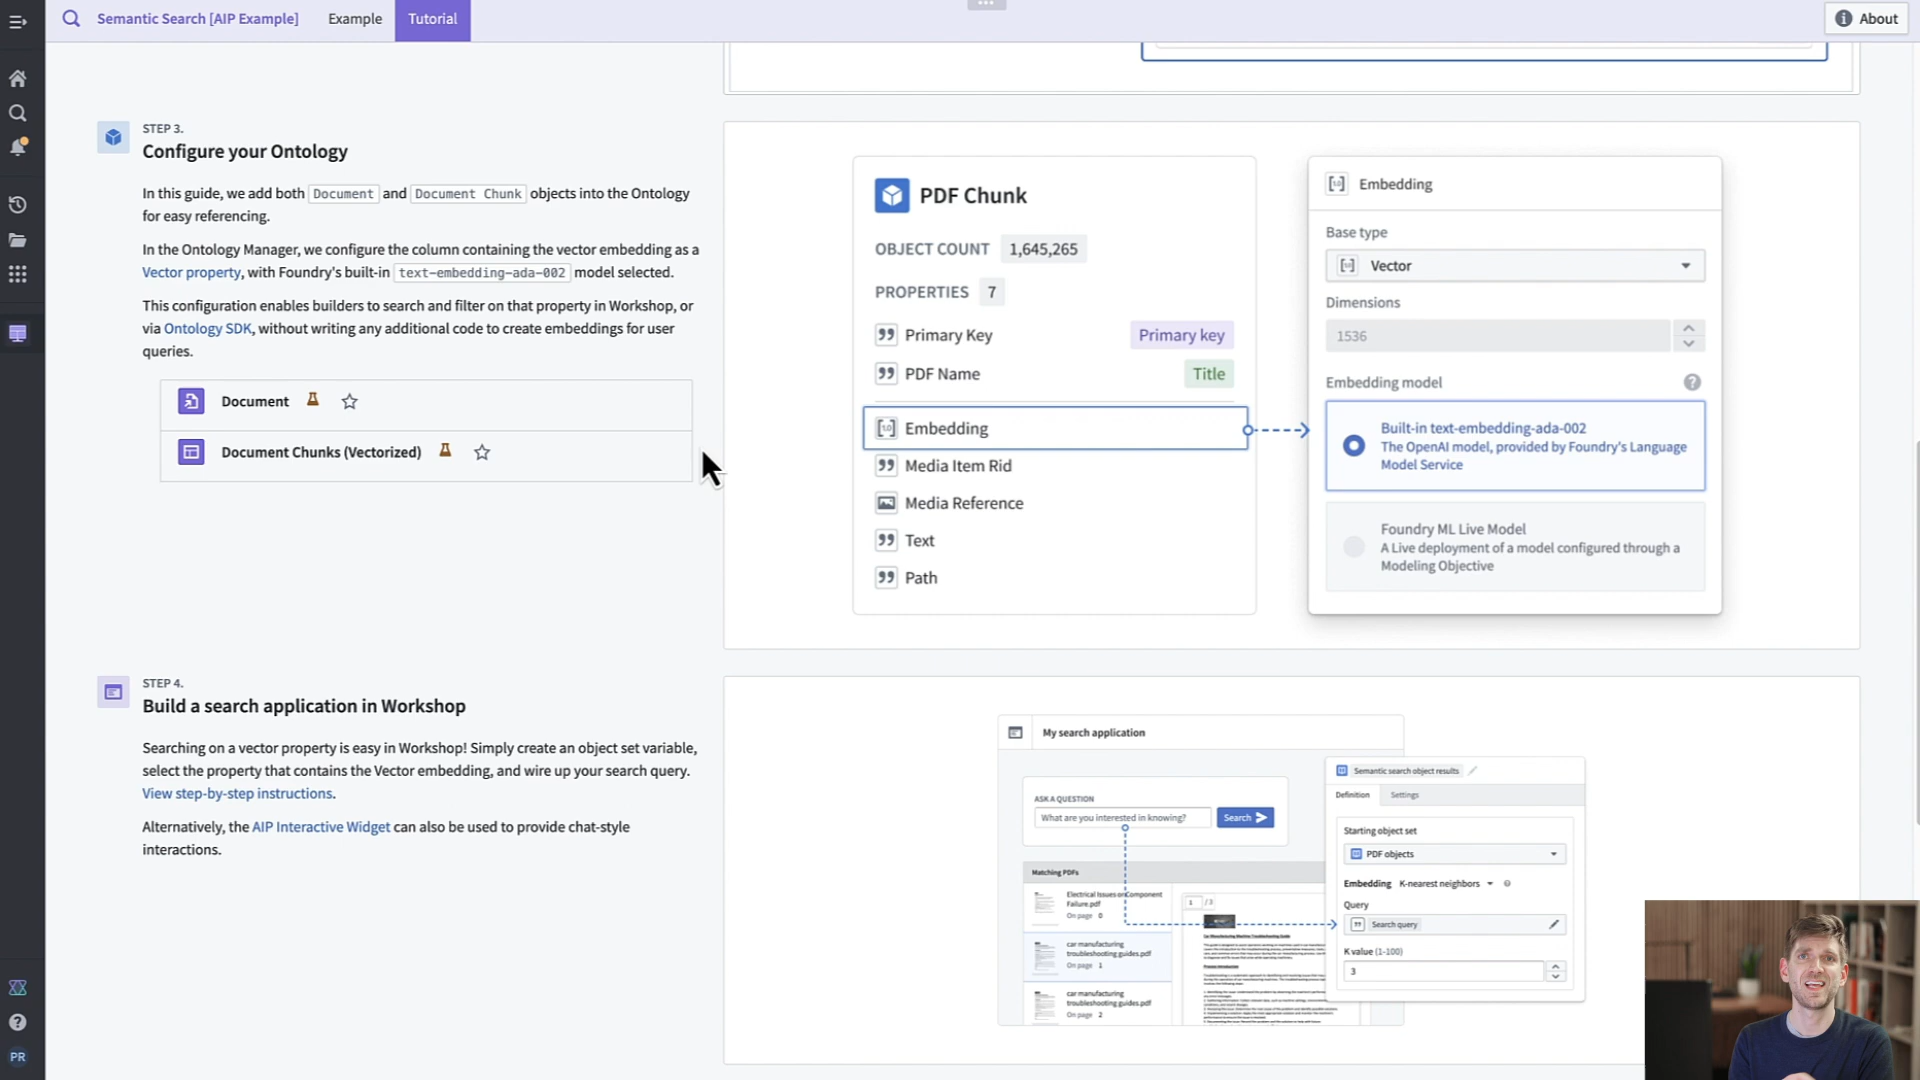 Semantic Search [AIP Example]
Example
Tutorial
About
STEP 3.
Configure your Ontology
In this guide, we add both Document and Document Chunk objects into the Ontology
for easy referencing.
In the Ontology Manager, we configure the column containing the vector embedding as a
Vector property, with Foundry's built-in text-embedding-ada-002 model selected.
This configuration enables builders to search and filter on that property in Workshop, or
via Ontology SDK, without writing any additional code to create embeddings for user
queries.
Document
Document Chunks (Vectorized)
PDF Chunk
OBJECT COUNT 1,645,265
PROPERTIES 7
Primary Key Primary key
PDF Name Title
Embedding
Media Item Rid
Media Reference
Text
Path
Embedding
Base type
Vector
Dimensions
1536
Embedding model
Built-in text-embedding-ada-002
The OpenAI model, provided by Foundry's Language
Model Service
Foundry ML Live Model
A Live deployment of a model configured through a
Modeling Objective
STEP 4.
Build a search application in Workshop
Searching on a vector property is easy in Workshop! Simply create an object set variable,
select the property that contains the Vector embedding, and wire up your search query.
View step-by-step instructions.
Alternatively, the AIP Interactive Widget can also be used to provide chat-style
interactions.
My search application
ASK A QUESTION
What are you interested in knowing?
Search
Matching PDFs
Electrical Issues on Component
Failure.pdf
On page 0
car manufacturing
troubleshooting guides.pdf
On page 1
car manufacturing
troubleshooting guides.pdf
On page 2
1 / 3
Car Manufacturing Machine Troubleshooting Guide
Semantic search object results
Definition Settings
Starting object set
PDF objects
Embedding K-nearest neighbors
Query
Search query
K value (1-100)
3
PR